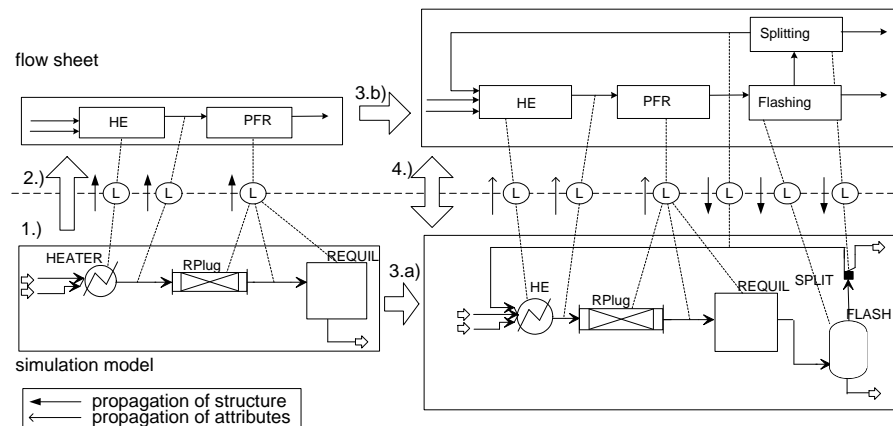 flow sheet
Splitting
3.b)
HE
PFR
Flashing
HE
PFR
2.)
4.)
L
L
L
L
L
L
L
L
L
1.)
HEATER
RPlug
REQUIL
3.a)
HE
RPlug
REQUIL
SPLIT
FLASH
simulation model
propagation of structure
propagation of attributes